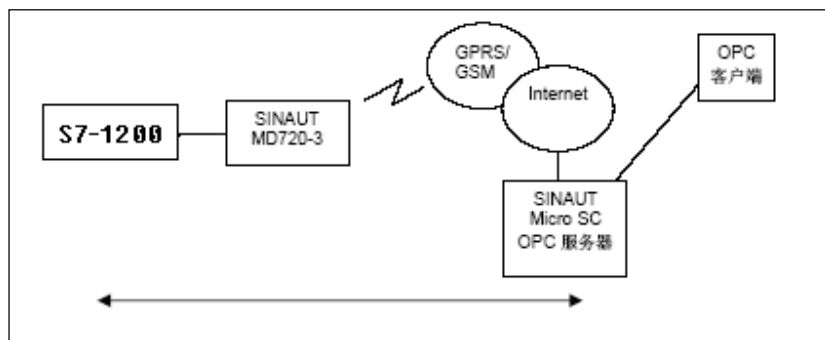 S7-1200
SINAUT
MD720-3
GPRS/
GSM
Internet
OPC
客户端
SINAUT
Micro SC
OPC 服务器